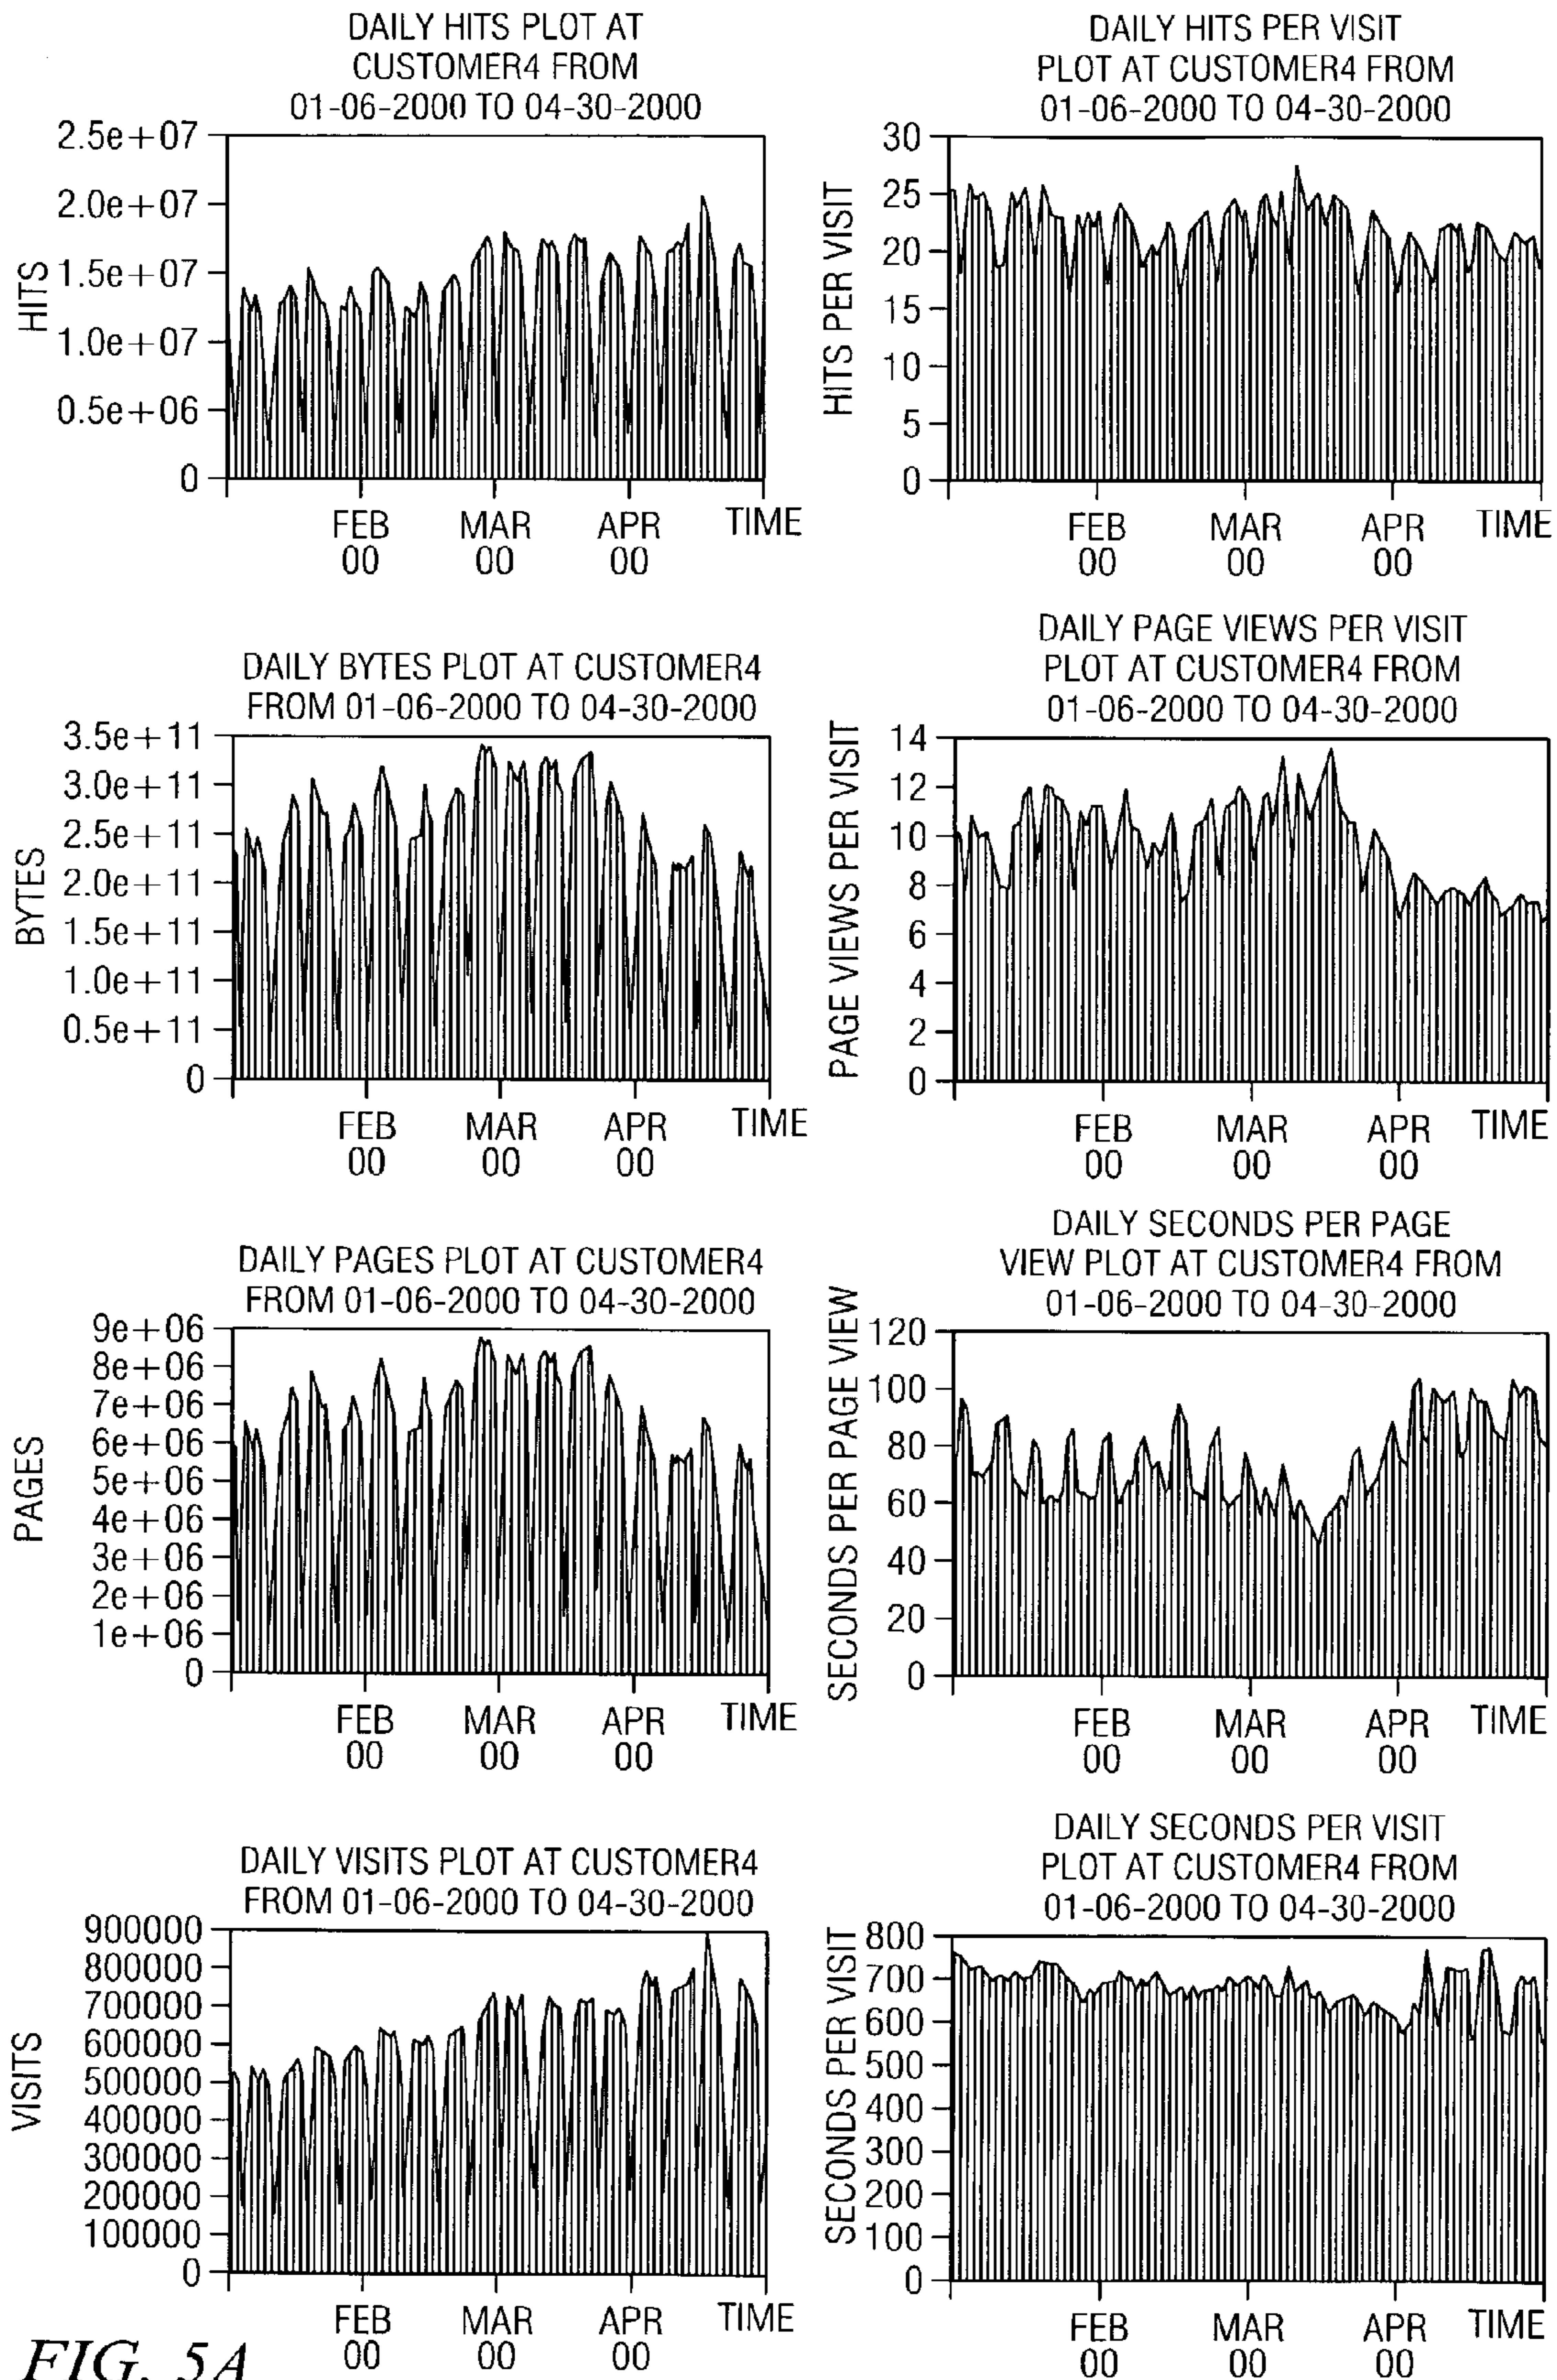 DAILY HITS PLOT AT
CUSTOMER4 FROM
01-06-2000 TO 04-30-2000
HITS
2.5e+07
2.0e+07
1.5e+07
1.0e+07
0.5e+06
0
FEB
00
MAR
00
APR
00
TIME
DAILY HITS PER VISIT
PLOT AT CUSTOMER4 FROM
01-06-2000 TO 04-30-2000
HITS PER VISIT
30
25
20
15
10
5
0
FEB
00
MAR
00
APR
00
TIME
DAILY BYTES PLOT AT CUSTOMER4
FROM 01-06-2000 TO 04-30-2000
BYTES
3.5e+11
3.0e+11
2.5e+11
2.0e+11
1.5e+11
1.0e+11
0.5e+11
0
FEB
00
MAR
00
APR
00
TIME
DAILY PAGE VIEWS PER VISIT
PLOT AT CUSTOMER4 FROM
01-06-2000 TO 04-30-2000
PAGE VIEWS PER VISIT
14
12
10
8
6
4
2
0
FEB
00
MAR
00
APR
00
TIME
DAILY PAGES PLOT AT CUSTOMER4
FROM 01-06-2000 TO 04-30-2000
PAGES
9e+06
8e+06
7e+06
6e+06
5e+06
4e+06
3e+06
2e+06
1e+06
0
FEB
00
MAR
00
APR
00
TIME
DAILY SECONDS PER PAGE
VIEW PLOT AT CUSTOMER4 FROM
01-06-2000 TO 04-30-2000
SECONDS PER PAGE VIEW
120
100
80
60
40
20
0
FEB
00
MAR
00
APR
00
TIME
DAILY VISITS PLOT AT CUSTOMER4
FROM 01-06-2000 TO 04-30-2000
VISITS
900000
800000
700000
600000
500000
400000
300000
200000
100000
0
FEB
00
MAR
00
APR
00
TIME
DAILY SECONDS PER VISIT
PLOT AT CUSTOMER4 FROM
01-06-2000 TO 04-30-2000
SECONDS PER VISIT
800
700
600
500
400
300
200
100
0
FEB
00
MAR
00
APR
00
TIME
FIG. 5A